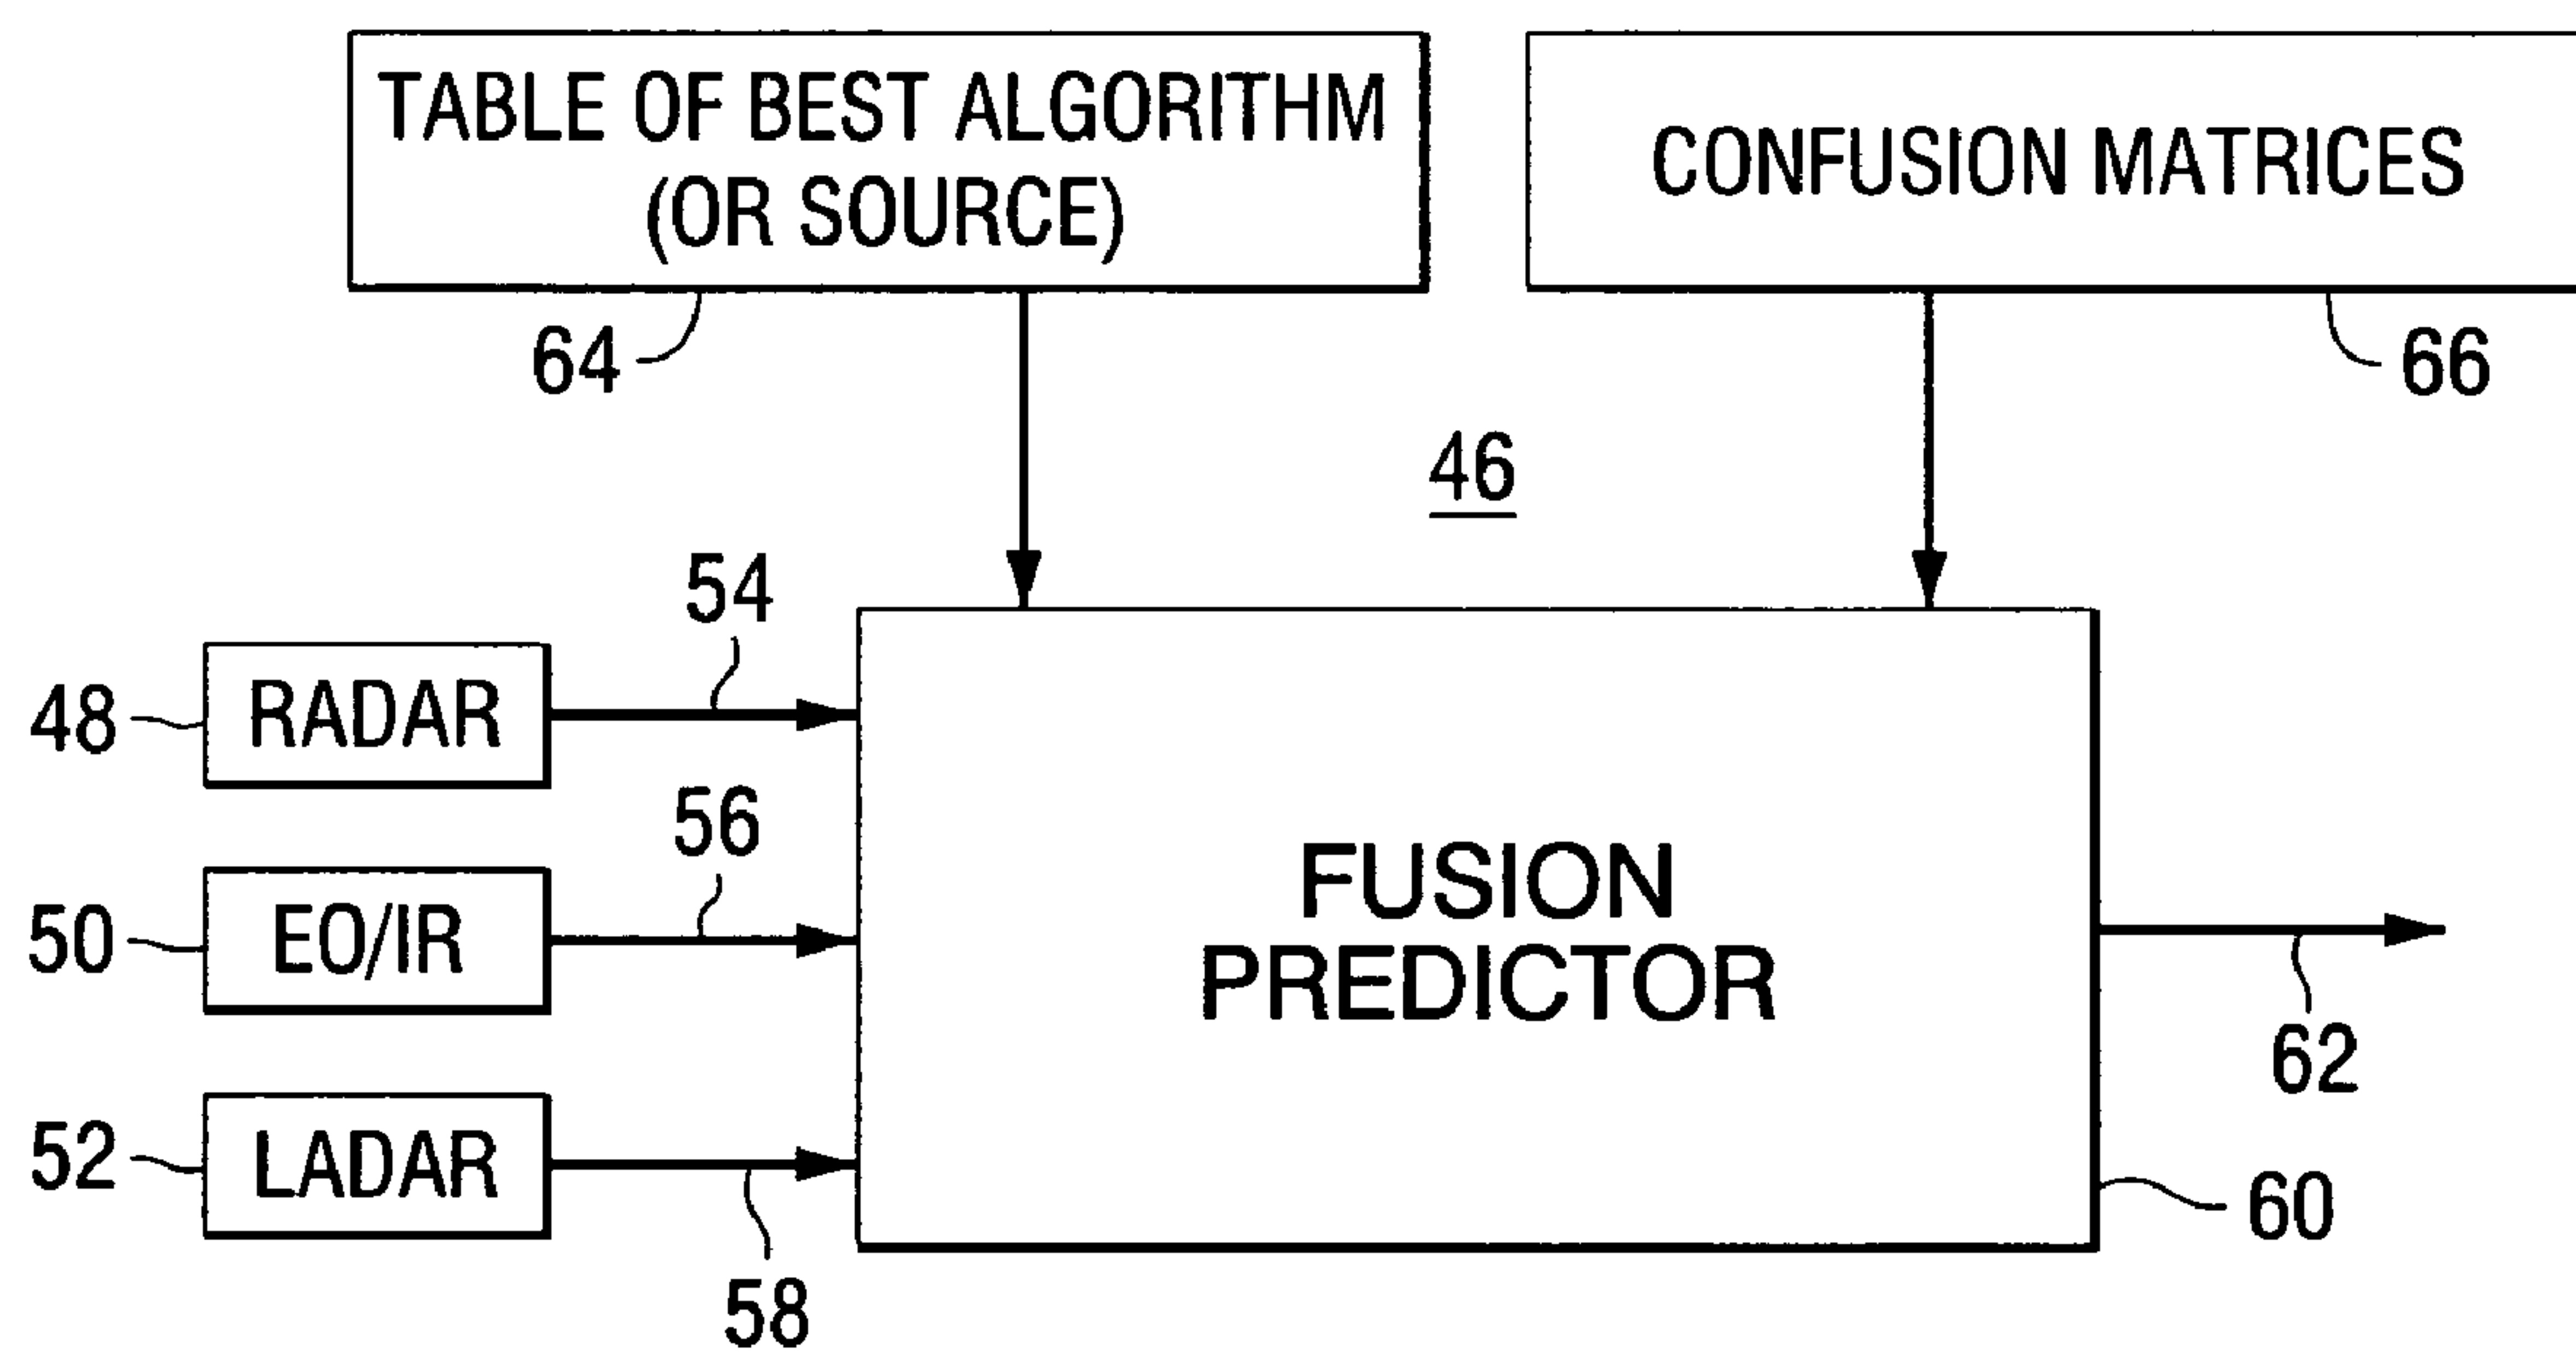 TABLE OF BEST ALGORITHM
(OR SOURCE)
CONFUSION MATRICES
64
66
46
54
48
RADAR
56
50
EO/IR
FUSION
PREDICTOR
62
52
LADAR
60
58